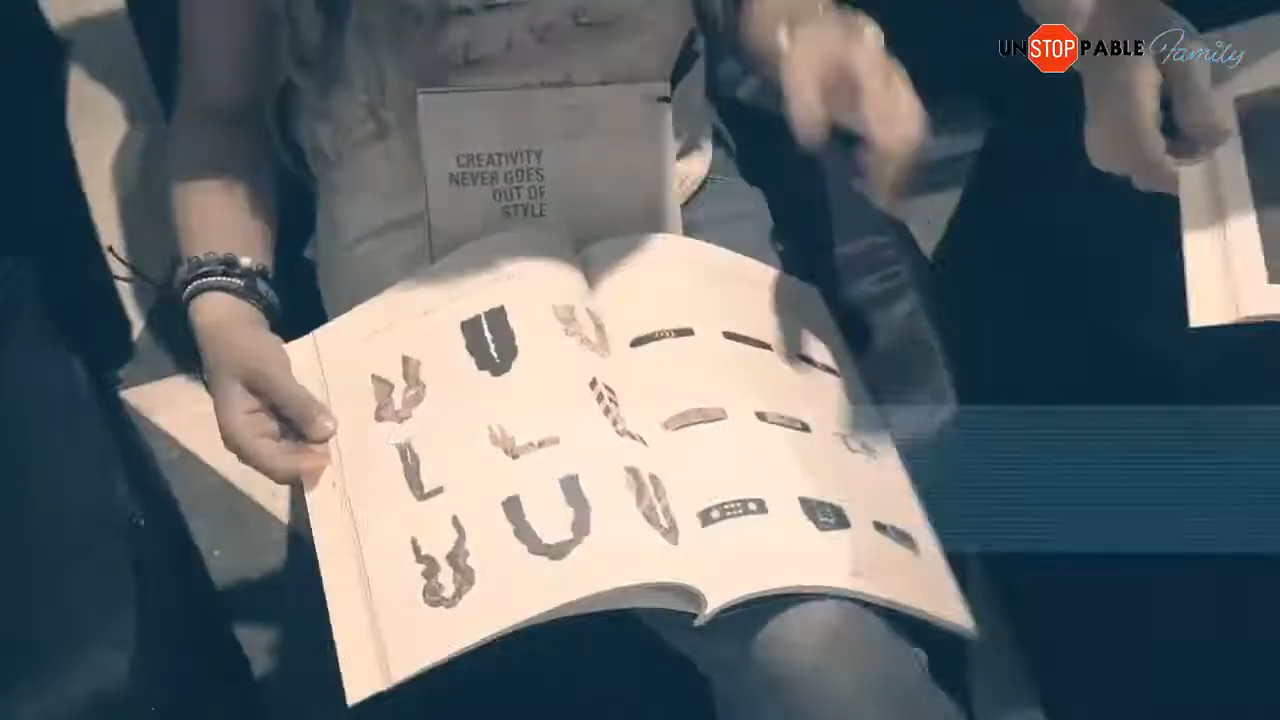 UNSTOPPABLE Family
CREATIVITY
NEVER GOES
OUT OF
STYLE